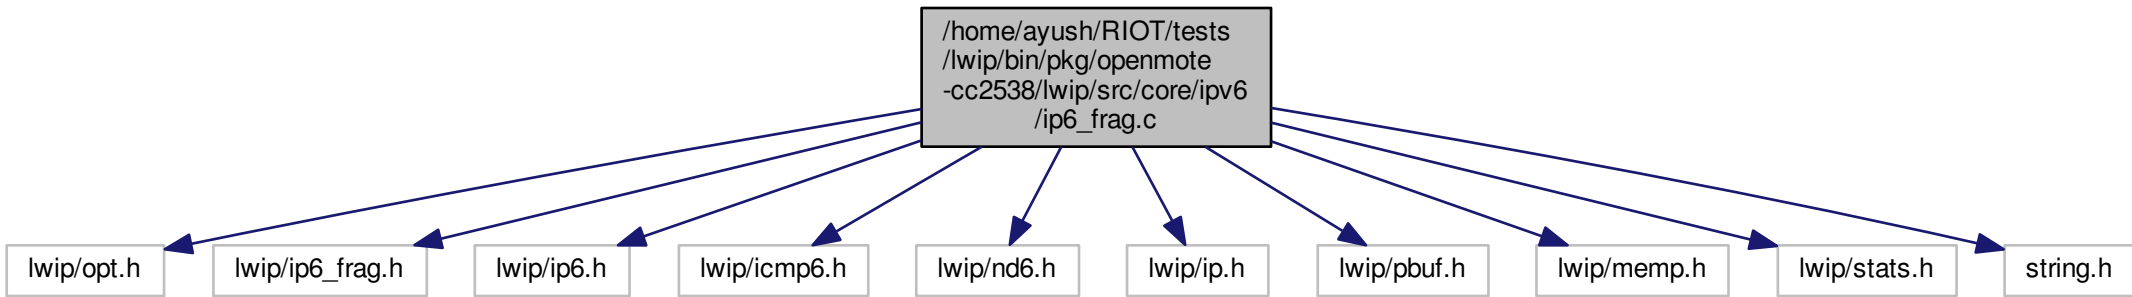 /home/ayush/RIOT/tests
/lwip/bin/pkg/openmote
-cc2538/lwip/src/core/ipv6
/ip6_frag.c
lwip/opt.h
lwip/ip6_frag.h
lwip/ip6.h
lwip/icmp6.h
lwip/nd6.h
lwip/ip.h
lwip/pbuf.h
lwip/memp.h
lwip/stats.h
string.h